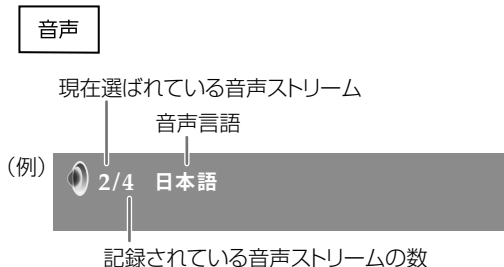 音声
現在選ばれている音声ストリーム
音声言語
（例）
2/4 日本語
記録されている音声ストリームの数